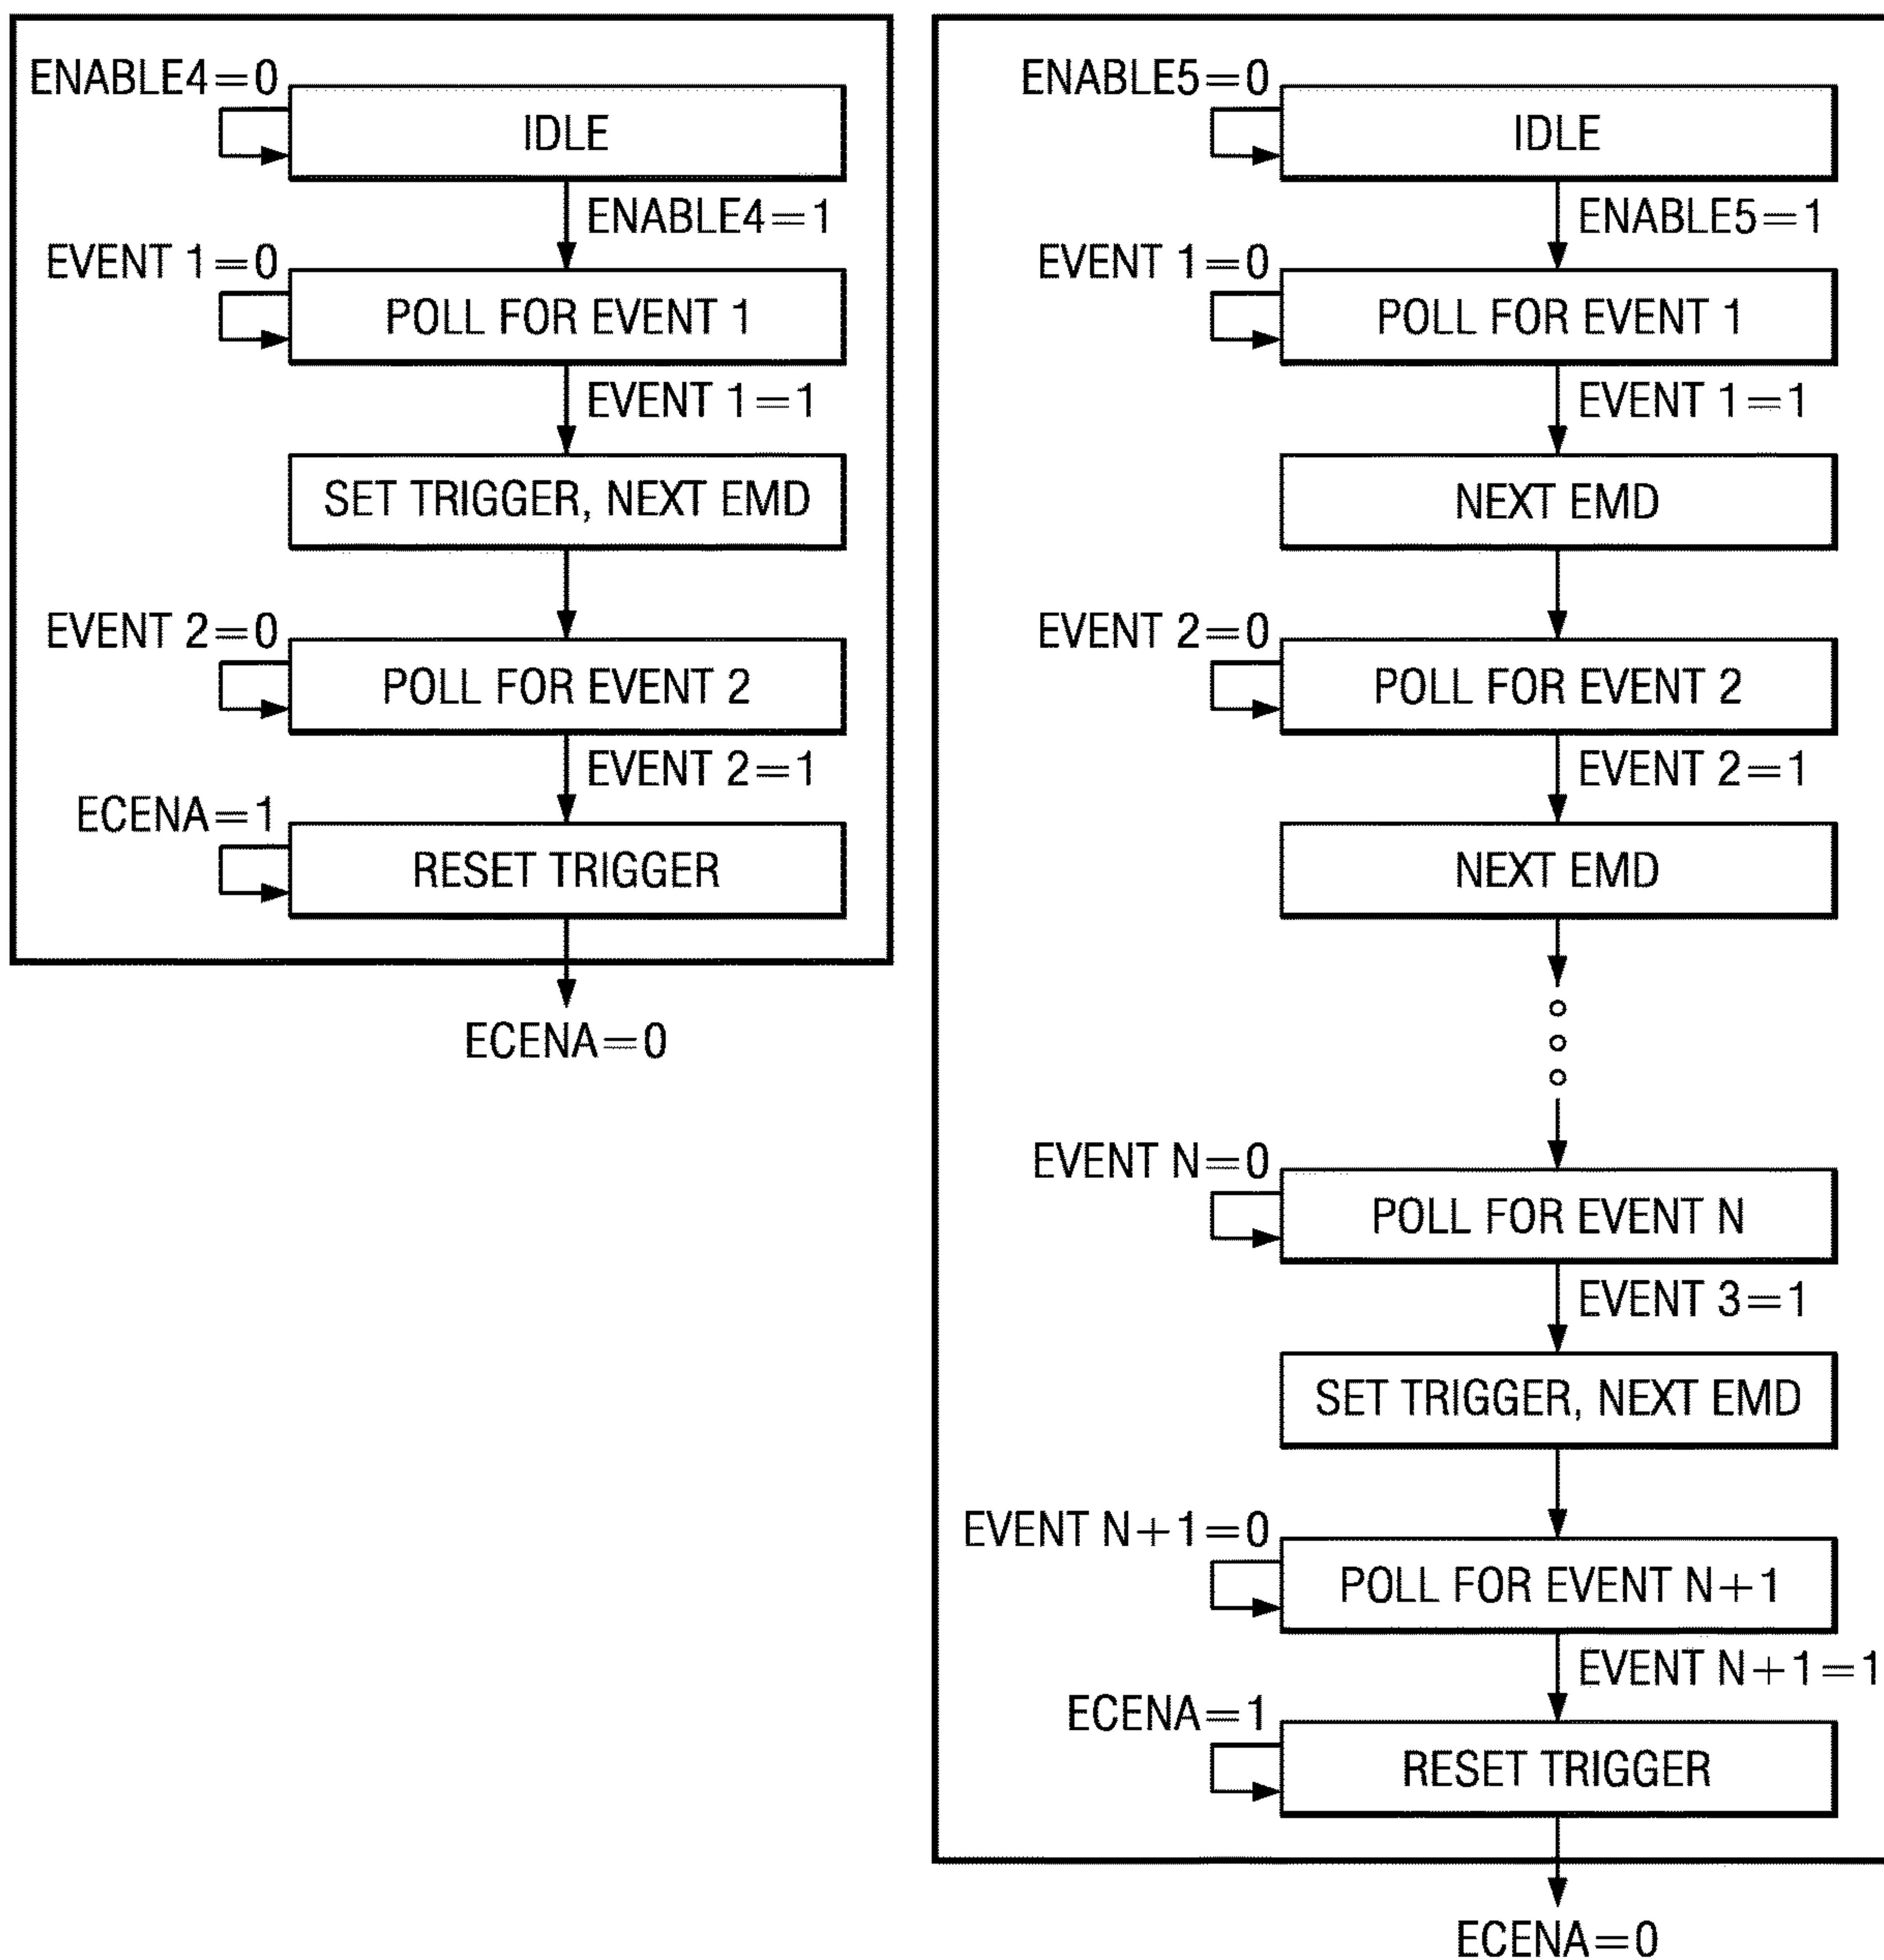 ENABLE4=0
IDLE
ENABLE4=1
EVENT 1=0
POLL FOR EVENT 1
EVENT 1=1
SET TRIGGER, NEXT EMD
EVENT 2=0
POLL FOR EVENT 2
EVENT 2=1
ECENA=1
RESET TRIGGER
ECENA=0
ENABLE5=0
IDLE
ENABLE5=1
EVENT 1=0
POLL FOR EVENT 1
EVENT 1=1
NEXT EMD
EVENT 2=0
POLL FOR EVENT 2
EVENT 2=1
NEXT EMD
EVENT N=0
POLL FOR EVENT N
EVENT 3=1
SET TRIGGER, NEXT EMD
EVENT N+1=0
POLL FOR EVENT N+1
EVENT N+1=1
ECENA=1
RESET TRIGGER
ECENA=0